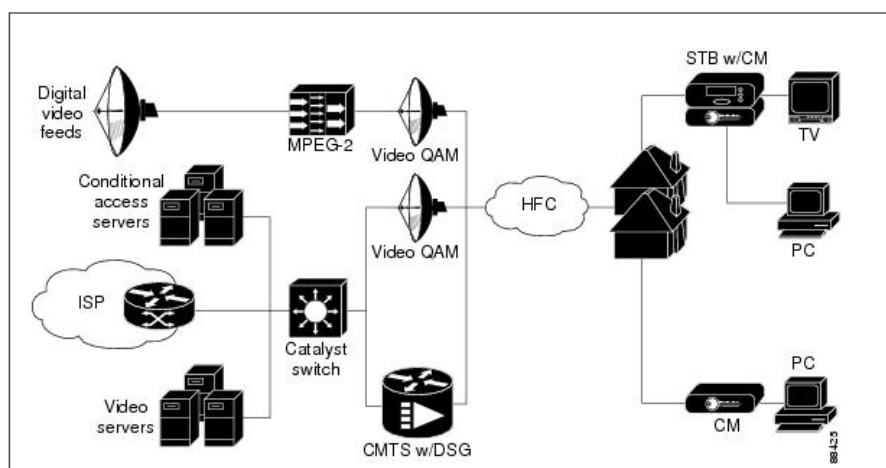 STB w/CM
Digital
video
feeds
MPEG-2
Video QAM
TV
Conditional
access
servers
HFC
Video QAM
PC
ISP
Catalyst
switch
PC
Video
servers
CMTS w/DSG
CM
88425